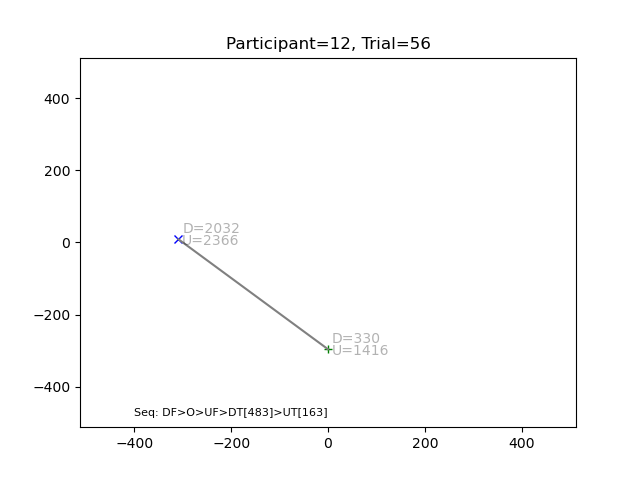 Participant=12, Trial=56
400
200
0
−200
−400
D=2032
U=2366
D=330
U=1416
Seq: DF>O>UF>DT[483]>UT[163]
−400
−200
0
200
400